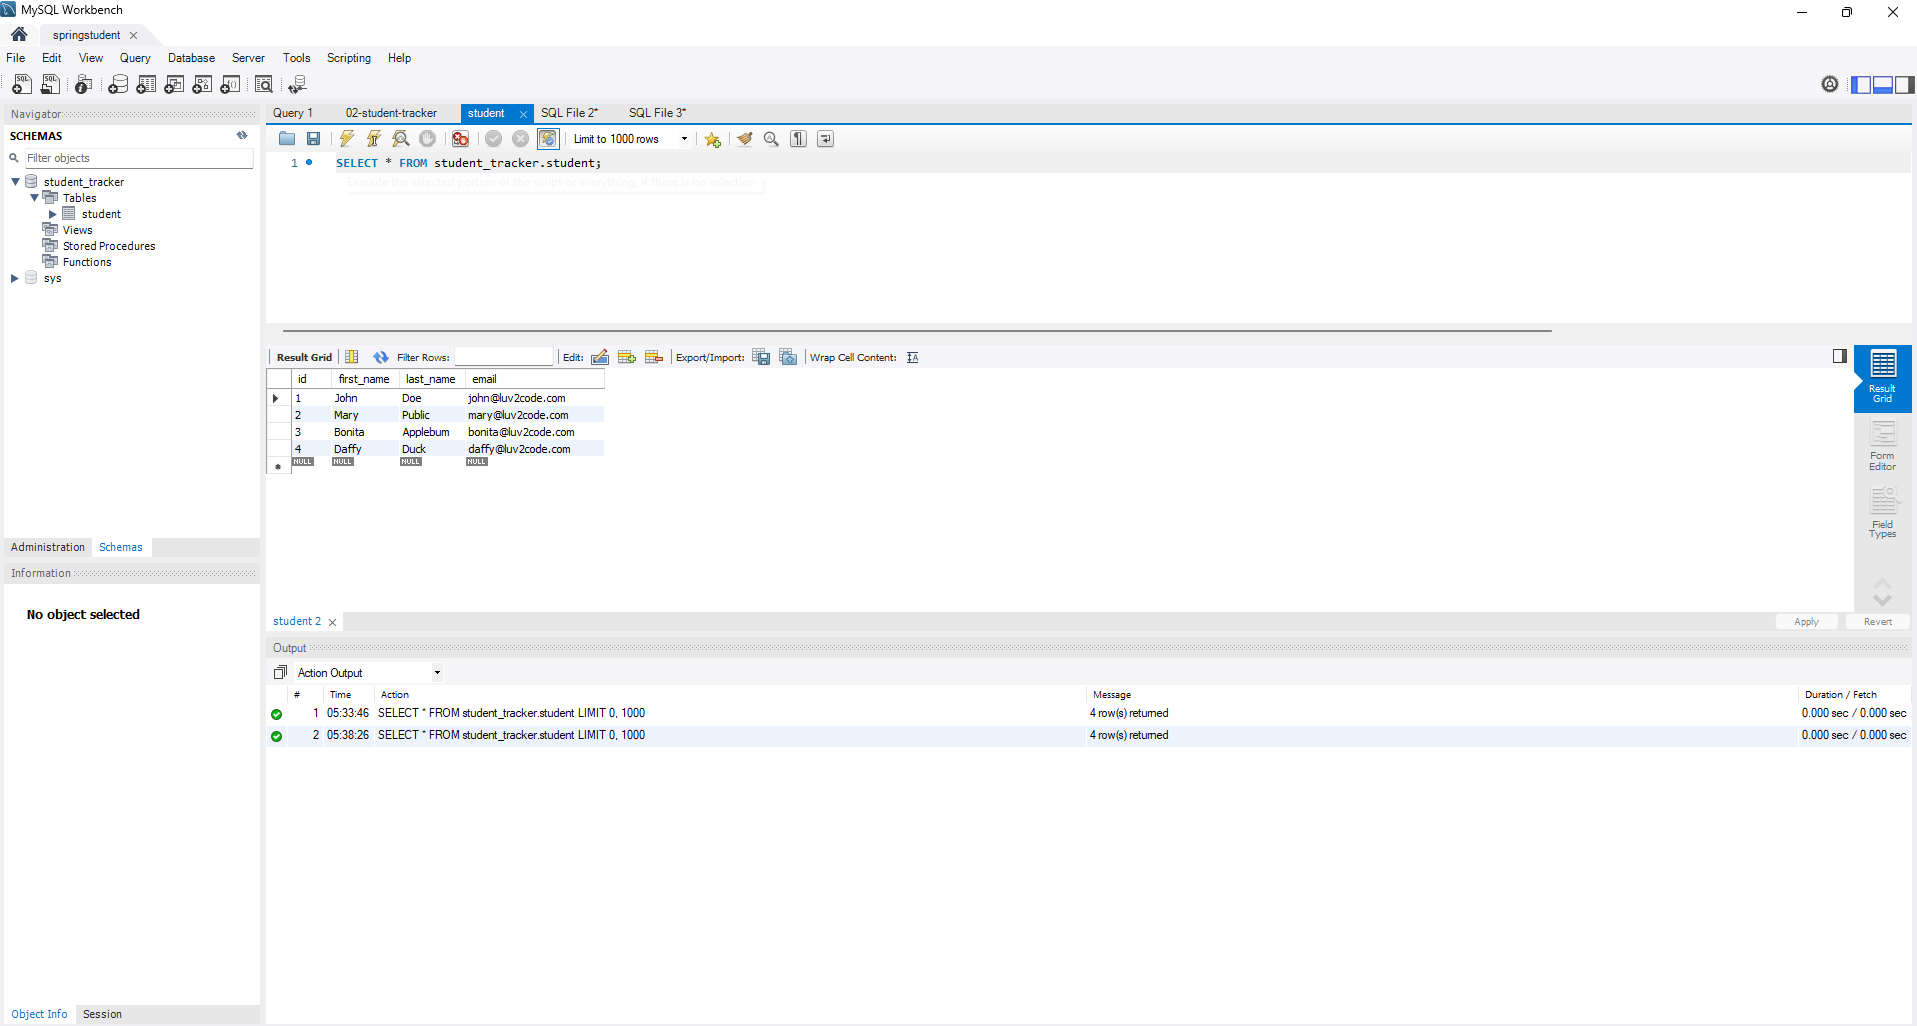 MySQL Workbench
springstudent
File Edit View Query Database Server Tools Scripting Help
Navigator
SCHEMAS
Filter objects
student_tracker
Tables
student
Views
Stored Procedures
Functions
sys
Administration Schemas
Information
No object selected
Object Info Session
Query 1 02-student-tracker student SQL File 2* SQL File 3*
Limit to 1000 rows
1 SELECT * FROM student_tracker.student;
Execute the selected portion of the script or everything, if there is no selection
Result Grid Filter Rows: Edit: Export/Import: Wrap Cell Content:
id first_name last_name email
1 John Doe john@luv2code.com
2 Mary Public mary@luv2code.com
3 Bonita Applebum bonita@luv2code.com
4 Daffy Duck daffy@luv2code.com
NULL NULL NULL NULL
Result
Grid
Form
Editor
Field
Types
student 2
Apply Revert
Output
Action Output
# Time Action Message Duration / Fetch
1 05:33:46 SELECT * FROM student_tracker.student LIMIT 0, 1000 4 row(s) returned 0.000 sec / 0.000 sec
2 05:38:26 SELECT * FROM student_tracker.student LIMIT 0, 1000 4 row(s) returned 0.000 sec / 0.000 sec